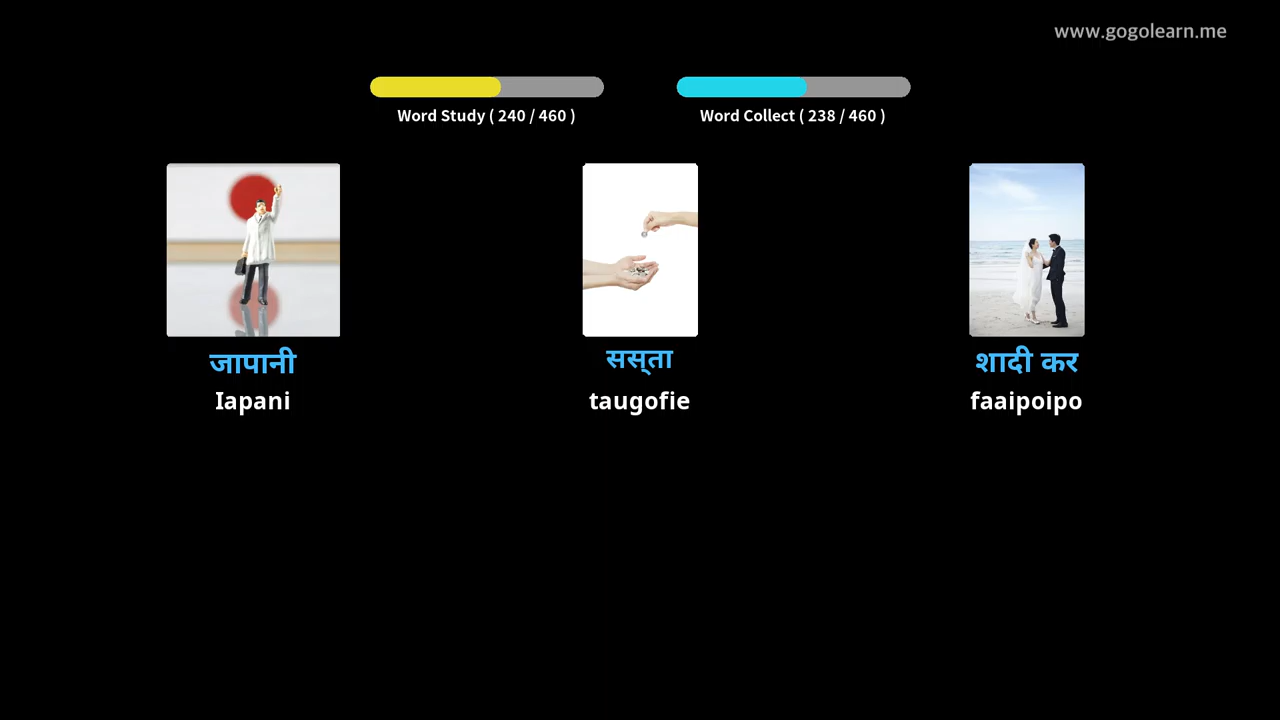 www.gogolearn.me
Word Study ( 240 / 460 )
Word Collect ( 238 / 460 )
जापानी
सस्ता
शादी कर
Iapani
taugofie
faaipoipo